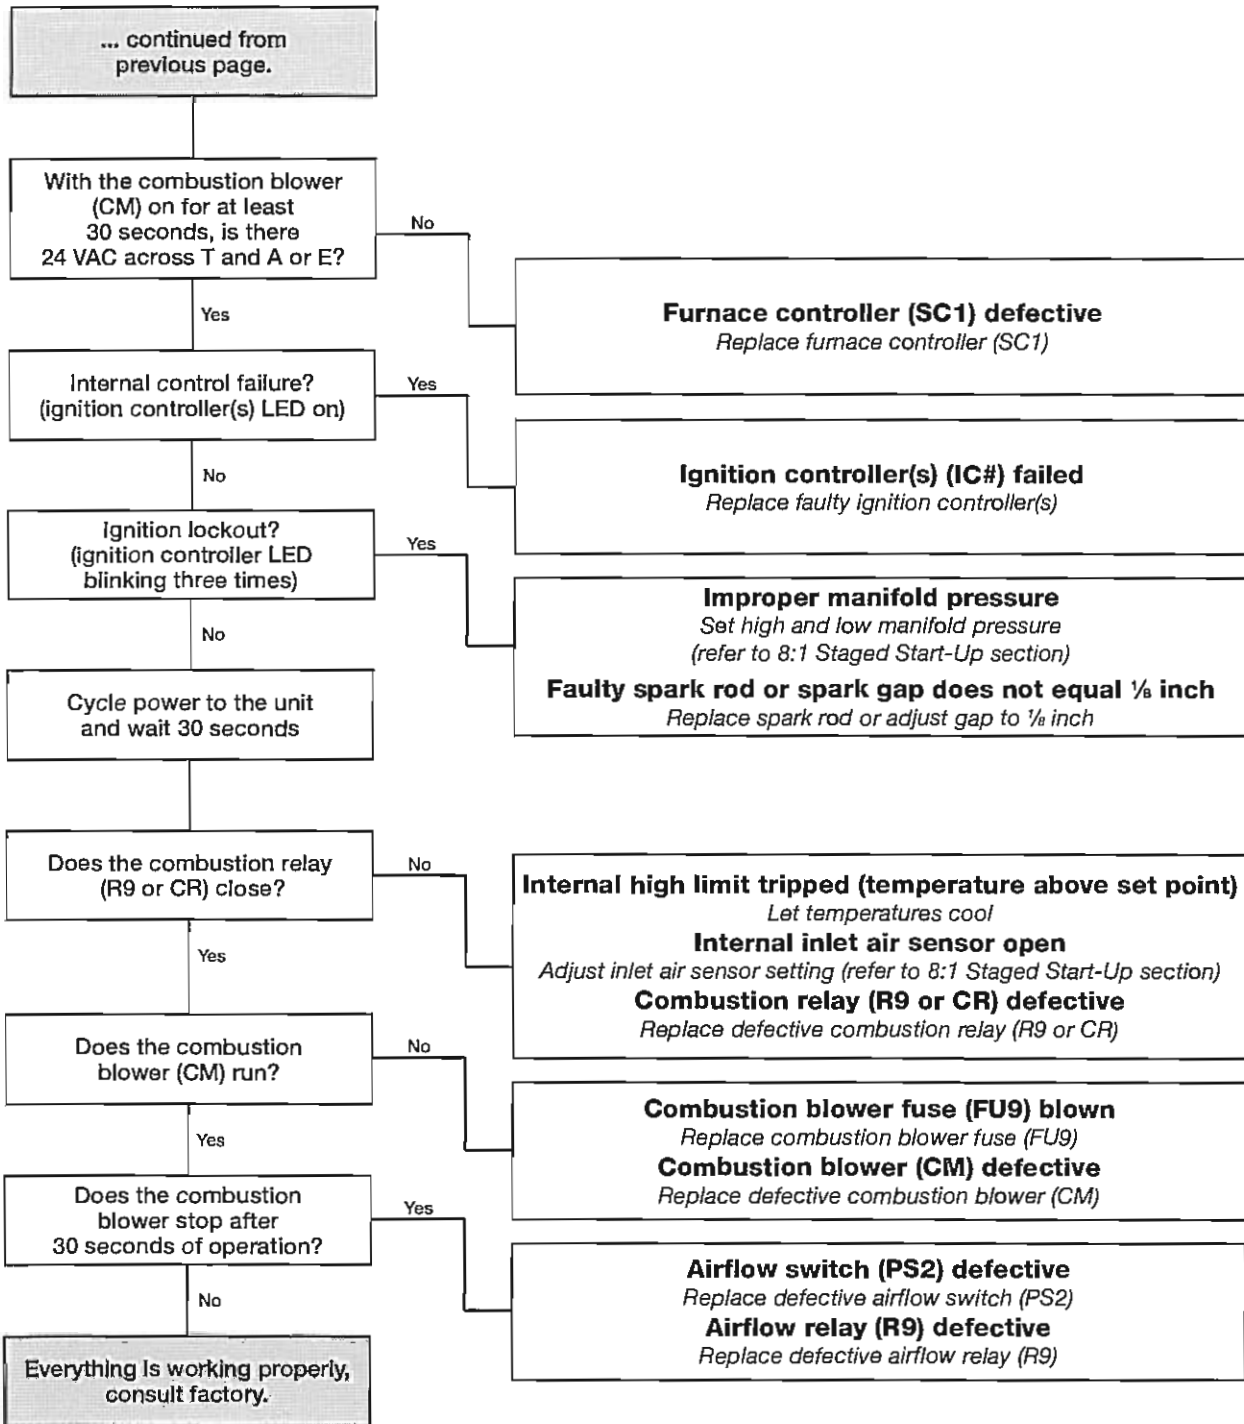 ... continued from
previous page.
With the combustion blower
(CM) on for at least
30 seconds, is there
24 VAC across T and A or E?
No
Furnace controller (SC1) defective
Replace furnace controller (SC1)
Yes
Internal control failure?
(ignition controller(s) LED on)
Yes
Ignition controller(s) (IC#) failed
Replace faulty ignition controller(s)
No
Ignition lockout?
(ignition controller LED
blinking three times)
Yes
Improper manifold pressure
Set high and low manifold pressure
(refer to 8:1 Staged Start-Up section)
Faulty spark rod or spark gap does not equal ⅛ inch
Replace spark rod or adjust gap to ⅛ inch
No
Cycle power to the unit
and wait 30 seconds
Does the combustion relay
(R9 or CR) close?
No
Internal high limit tripped (temperature above set point)
Let temperatures cool
Internal inlet air sensor open
Adjust inlet air sensor setting (refer to 8:1 Staged Start-Up section)
Combustion relay (R9 or CR) defective
Replace defective combustion relay (R9 or CR)
Yes
Does the combustion
blower (CM) run?
No
Combustion blower fuse (FU9) blown
Replace combustion blower fuse (FU9)
Combustion blower (CM) defective
Replace defective combustion blower (CM)
Yes
Does the combustion
blower stop after
30 seconds of operation?
Yes
Airflow switch (PS2) defective
Replace defective airflow switch (PS2)
Airflow relay (R9) defective
Replace defective airflow relay (R9)
No
Everything is working properly,
consult factory.